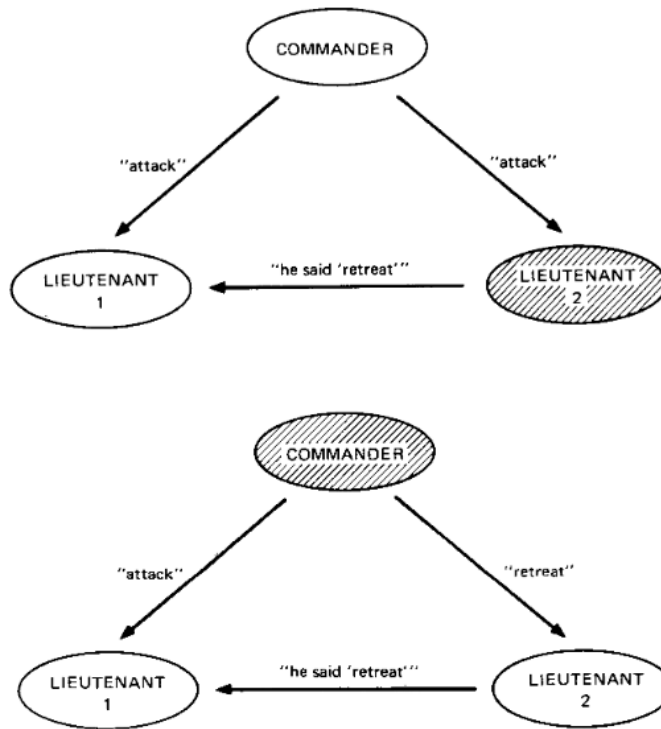 COMMANDER
"attack"
"attack"
"he said 'retreat'"
LIEUTENANT
1
LIEUTENANT
2
COMMANDER
"attack"
"retreat"
"he said 'retreat'"
LIEUTENANT
1
LIEUTENANT
2